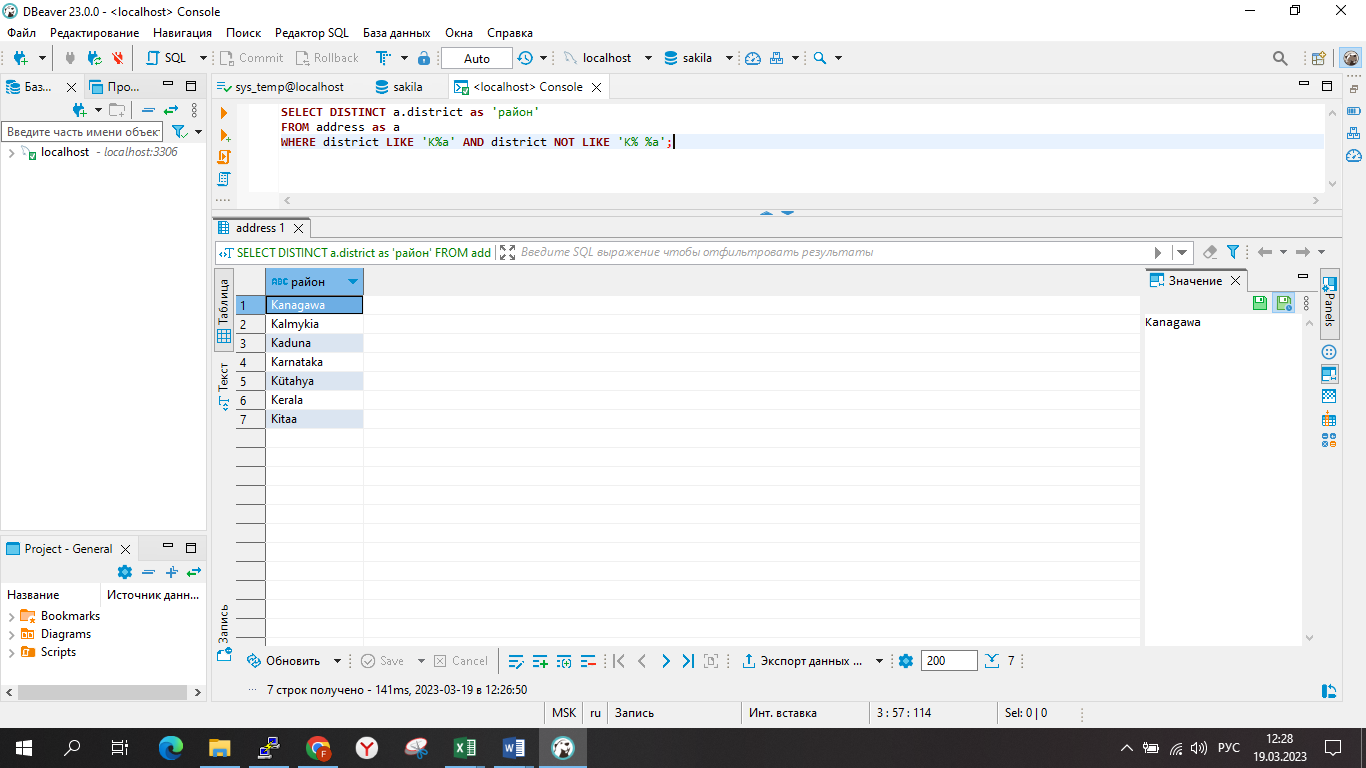 DBeaver 23.0.0 - <localhost> Console
Файл Редактирование Навигация Поиск Редактор SQL База данных Окна Справка
SQL Commit Rollback Auto localhost sakila
Баз... Про... sys_temp@localhost sakila <localhost> Console
Введите часть имени объек
localhost - localhost:3306
SELECT DISTINCT a.district as 'район'
FROM address as a
WHERE district LIKE 'K%a' AND district NOT LIKE 'K% %a';
address 1
SELECT DISTINCT a.district as 'район' FROM add Введите SQL выражение чтобы отфильтровать результаты
Таблица
Текст
Запись
ABC район
1 Kanagawa
2 Kalmykia
3 Kaduna
4 Karnataka
5 Kütahya
6 Kerala
7 Kitaa
Значение
Kanagawa
Panels
Project - General
Название Источник данн...
Bookmarks
Diagrams
Scripts
Обновить Save Cancel Экспорт данных ... 200 7
7 строк получено - 141ms, 2023-03-19 в 12:26:50
MSK ru Запись Инт. вставка 3 : 57 : 114 Sel: 0 | 0
РУС 12:28
19.03.2023